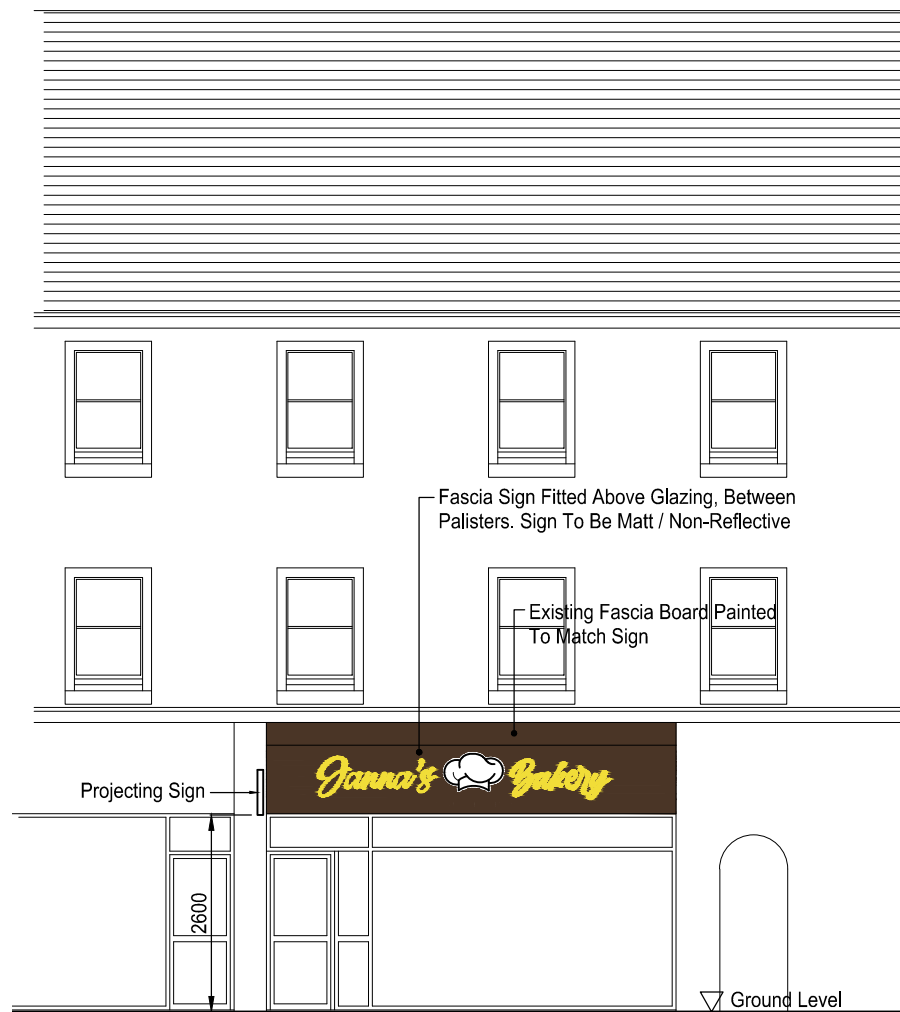 Fascia Sign Fitted Above Glazing, Between
Palisters. Sign To Be Matt / Non-Reflective
Existing Fascia Board Painted
To Match Sign
Janna's Bakery
Projecting Sign
2600
Ground Level